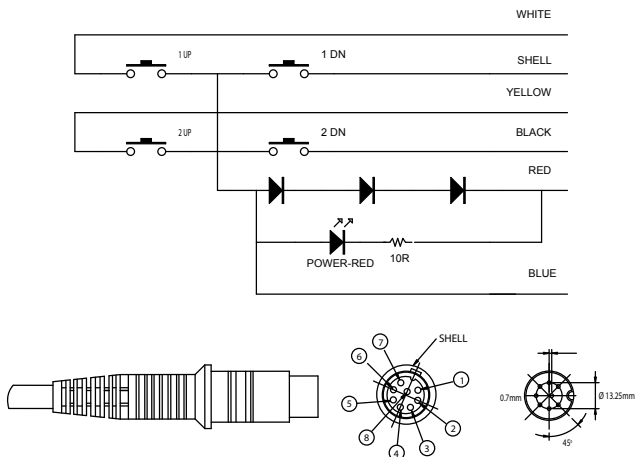 WHITE
1 UP
1 DN
SHELL
YELLOW
2 UP
2 DN
BLACK
RED
POWER-RED
10R
BLUE
SHELL
7
6
1
5
2
8
4
3
0.7mm
Ø 13.25mm
45°